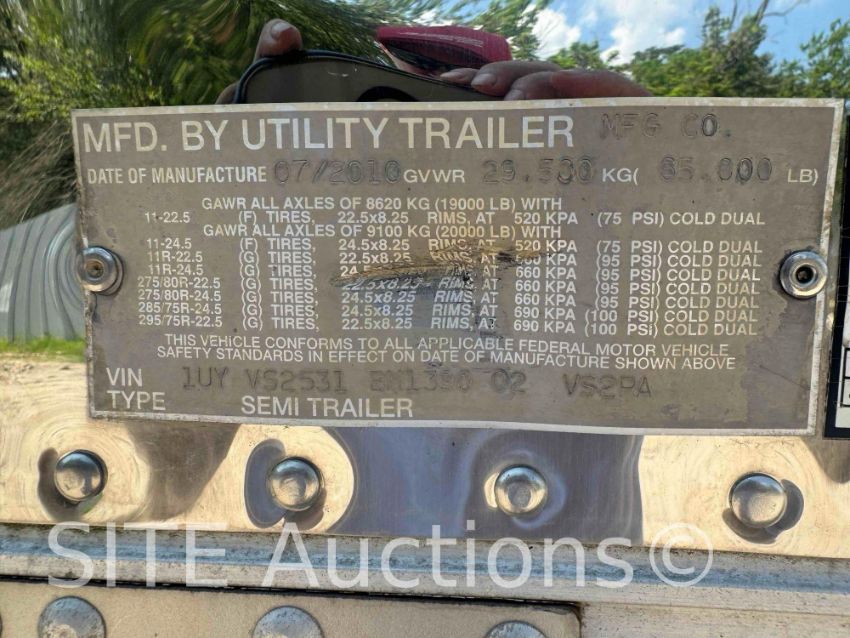 MFD. BY UTILITY TRAILER MFG CO.
DATE OF MANUFACTURE 07/2010 GVWR 29.500 KG( 65.000 LB)
GAWR ALL AXLES OF 8620 KG (19000 LB) WITH
11-22.5 (F) TIRES, 22.5x8.25 RIMS, AT 520 KPA (75 PSI) COLD DUAL
GAWR ALL AXLES OF 9100 KG (20000 LB) WITH
11-24.5 (F) TIRES, 24.5x8.25 RIMS, AT 520 KPA (75 PSI) COLD DUAL
11R-22.5 (G) TIRES, 22.5x8.25 KPA (95 PSI) COLD DUAL
11R-24.5 (G) TIRES, RIMS, AT 660 KPA (95 PSI) COLD DUAL
275/80R-22.5 (G) TIRES, 22.5x8.25 RIMS, AT 660 KPA (95 PSI) COLD DUAL
275/80R-24.5 (G) TIRES, 24.5x8.25 RIMS, AT 660 KPA (95 PSI) COLD DUAL
285/75R-24.5 (G) TIRES, 24.5x8.25 RIMS, AT 690 KPA (100 PSI) COLD DUAL
295/75R-22.5 (G) TIRES, 22.5x8.25 RIMS, AT 690 KPA (100 PSI) COLD DUAL
THIS VEHICLE CONFORMS TO ALL APPLICABLE FEDERAL MOTOR VEHICLE
SAFETY STANDARDS IN EFFECT ON DATE OF MANUFACTURE SHOWN ABOVE
VIN 1UY VS2531 02 VS2PA
TYPE SEMI TRAILER
SITE Auctions©